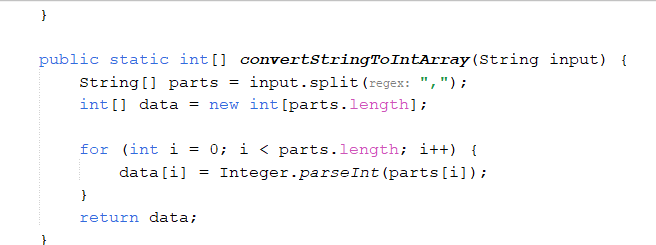 }
public static int[] convertStringToIntArray(String input) {
String[] parts = input.split(regex: ",");
int[] data = new int[parts.length];
for (int i = 0; i < parts.length; i++) {
data[i] = Integer.parseInt(parts[i]);
}
return data;
}